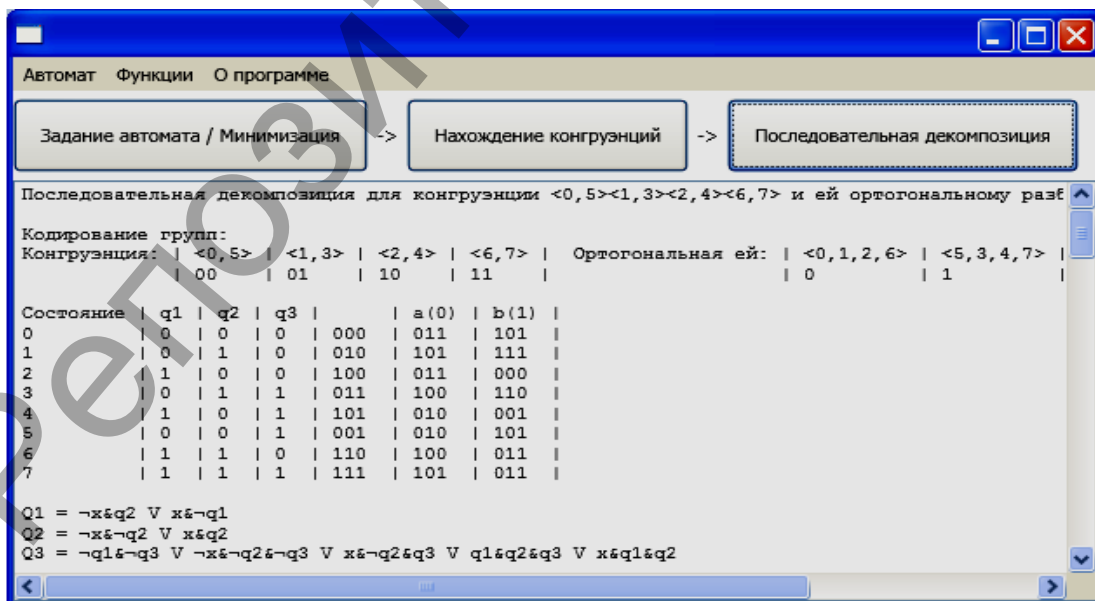 Автомат Функции О программе
Задание автомата / Минимизация -> Нахождение конгруэнций -> Последовательная декомпозиция
Последовательная декомпозиция для конгруэнции <0,5><1,3><2,4><6,7> и ей ортогональному разб
Кодирование групп:
Конгруэнция: | <0,5> | <1,3> | <2,4> | <6,7> | Ортогональная ей: | <0,1,2,6> | <5,3,4,7> |
| 00 | 01 | 10 | 11 | | 0 | 1 |
Состояние | q1 | q2 | q3 | | a(0) | b(1) |
0 | 0 | 0 | 0 | 000 | 011 | 101 |
1 | 0 | 1 | 0 | 010 | 101 | 111 |
2 | 1 | 0 | 0 | 100 | 011 | 000 |
3 | 0 | 1 | 1 | 011 | 100 | 110 |
4 | 1 | 0 | 1 | 101 | 010 | 001 |
5 | 0 | 0 | 1 | 001 | 010 | 101 |
6 | 1 | 1 | 0 | 110 | 100 | 011 |
7 | 1 | 1 | 1 | 111 | 101 | 011 |
Q1 = ¬x&q2 V x&¬q1
Q2 = ¬x&¬q2 V x&q2
Q3 = ¬q1&¬q3 V ¬x&¬q2&¬q3 V x&¬q2&q3 V q1&q2&q3 V x&q1&q2